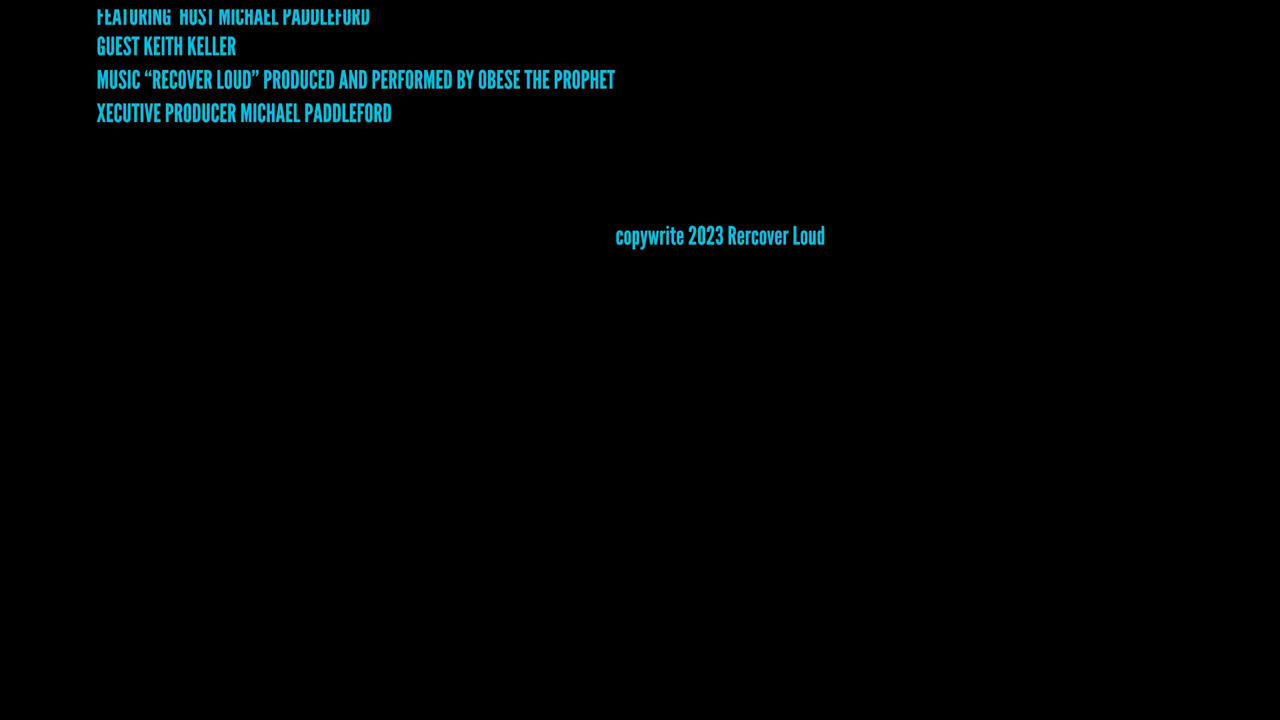 FEATURING  HOST MICHAEL PADDLEFORD
GUEST KEITH KELLER
MUSIC “RECOVER LOUD” PRODUCED AND PERFORMED BY OBESE THE PROPHET
XECUTIVE PRODUCER MICHAEL PADDLEFORD
copywrite 2023 Rercover Loud